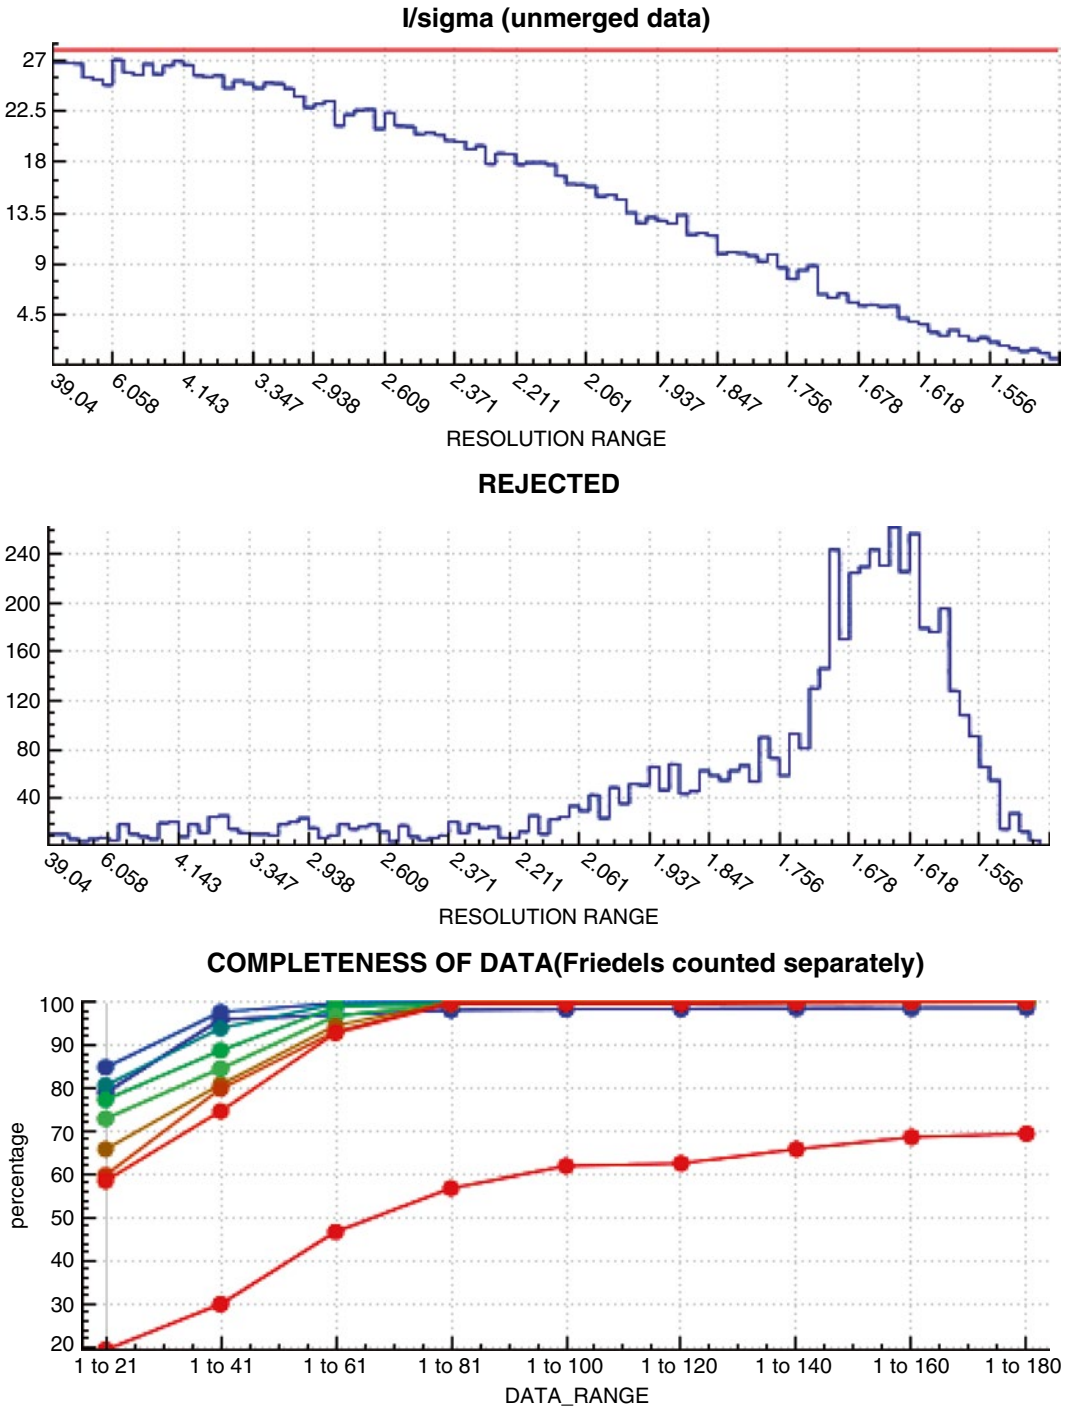 I/sigma (unmerged data)
27
22.5
18
13.5
9
4.5
39.04 6.058 4.143 3.347 2.938 2.609 2.371 2.211 2.061 1.937 1.847 1.756 1.678 1.618 1.556
RESOLUTION RANGE
REJECTED
240
200
160
120
80
40
39.04 6.058 4.143 3.347 2.938 2.609 2.371 2.211 2.061 1.937 1.847 1.756 1.678 1.618 1.556
RESOLUTION RANGE
COMPLETENESS OF DATA(Friedels counted separately)
percentage
100
90
80
70
60
50
40
30
20
1 to 21 1 to 41 1 to 61 1 to 81 1 to 100 1 to 120 1 to 140 1 to 160 1 to 180
DATA_RANGE